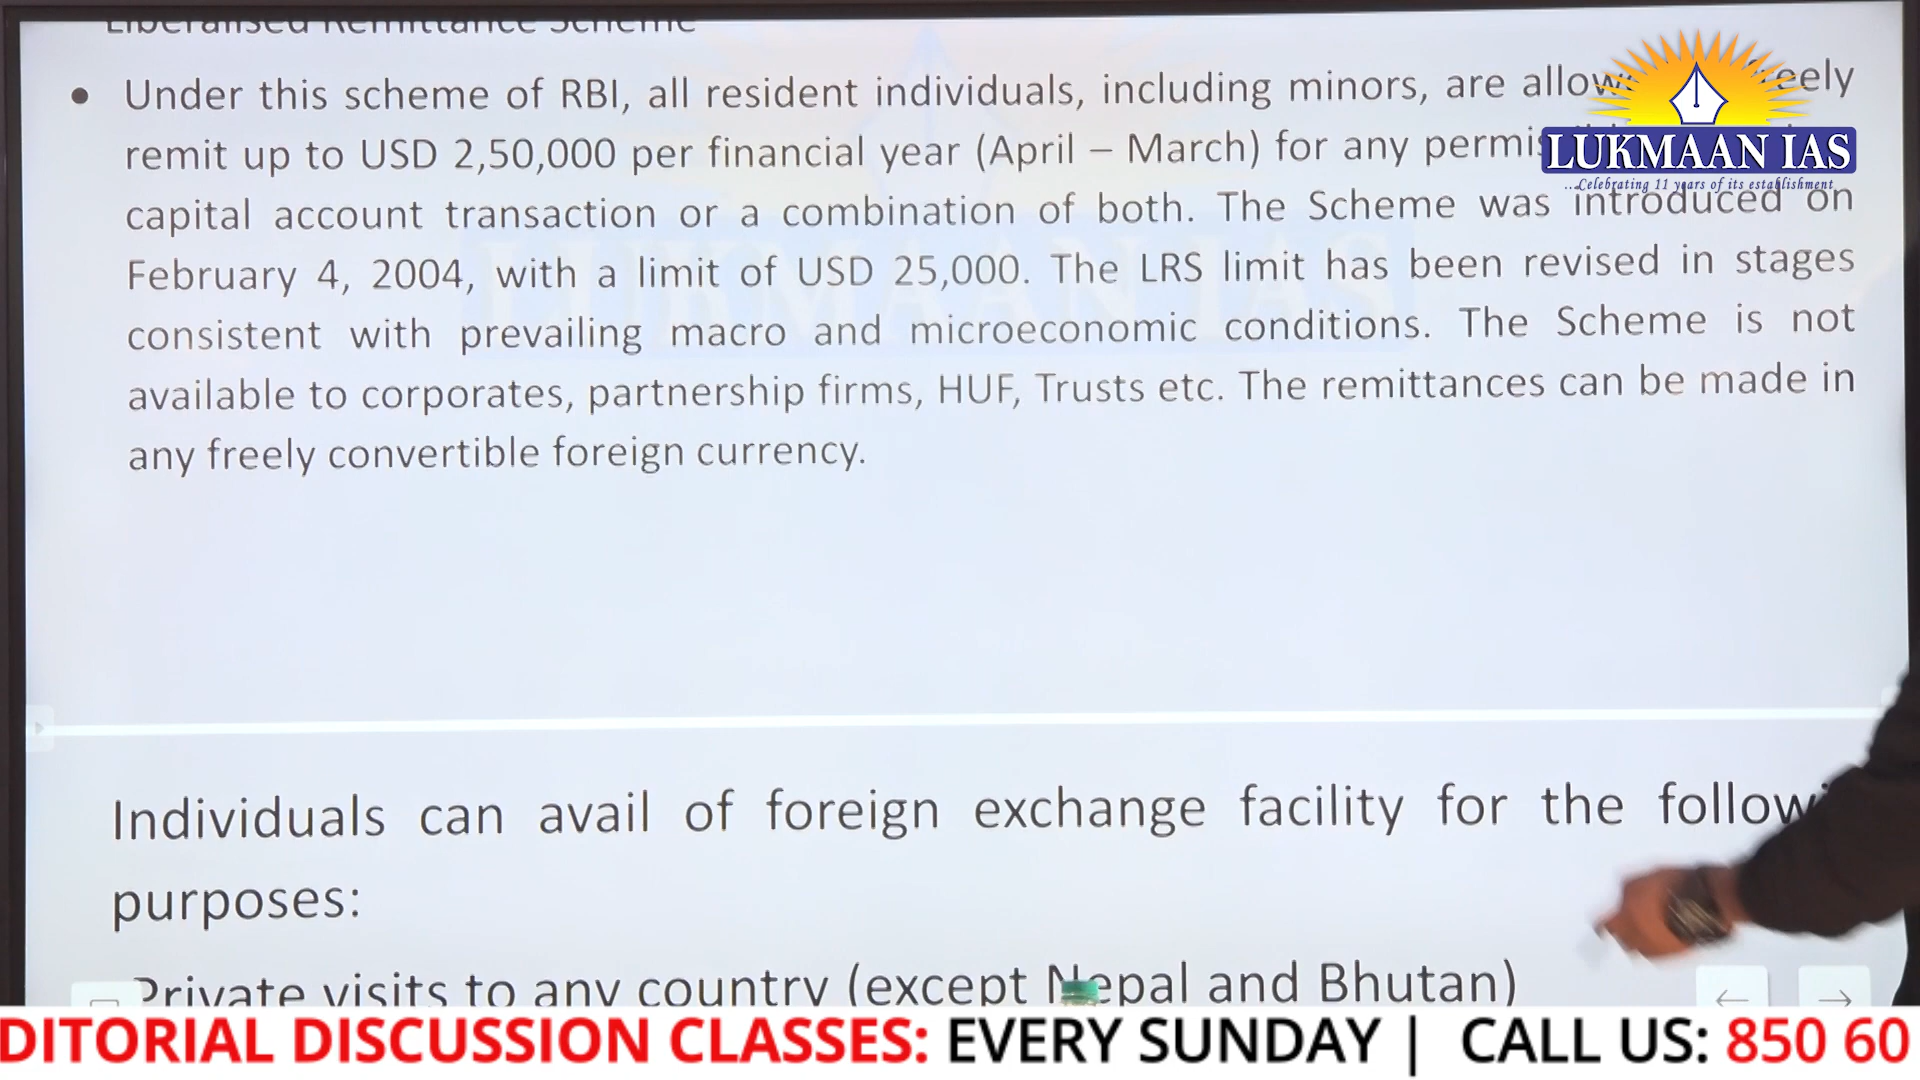 Liberalised Remittance Scheme
• Under this scheme of RBI, all resident individuals, including minors, are eely
remit up to USD 2,50,000 per financial year (April – March) for any
capital account transaction or a combination of both. The Scheme was introduced on
February 4, 2004, with a limit of USD 25,000. The LRS limit has been revised in stages
consistent with prevailing macro and microeconomic conditions. The Scheme is not
available to corporates, partnership firms, HUF, Trusts etc. The remittances can be made in
any freely convertible foreign currency.
LUKMAAN IAS
...Celebrating 11 years of its establishment
LUKMAAN IAS
Individuals can avail of foreign exchange facility for the
purposes:
Private visits to any country (except Nepal and Bhutan)
DITORIAL DISCUSSION CLASSES: EVERY SUNDAY | CALL US: 850 60